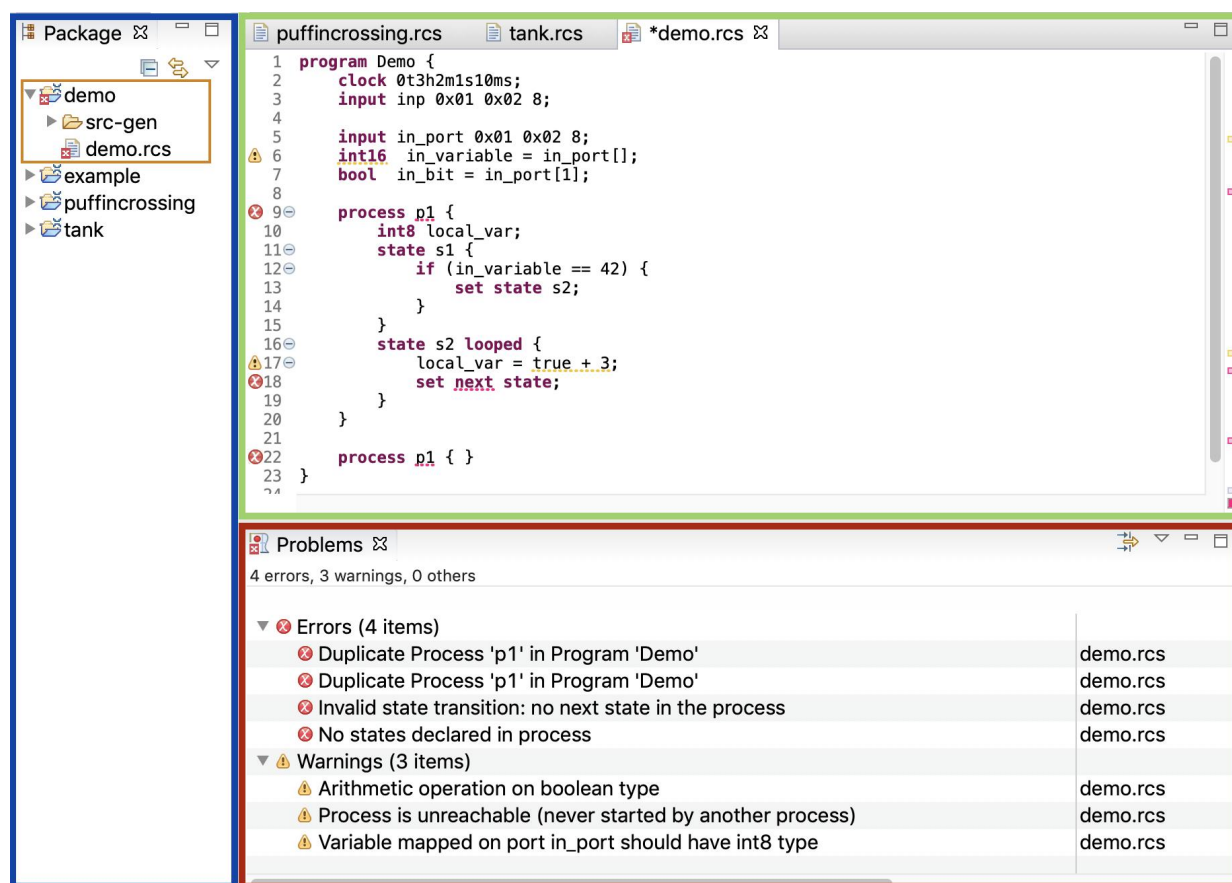 Package
demo
src-gen
demo.rcs
example
puffincrossing
tank
puffincrossing.rcs tank.rcs *demo.rcs
1 program Demo {
2 clock 0t3h2m1s10ms;
3 input inp 0x01 0x02 8;
4
5 input in_port 0x01 0x02 8;
6 int16 in_variable = in_port[];
7 bool in_bit = in_port[1];
8
9 process p1 {
10 int8 local_var;
11 state s1 {
12 if (in_variable == 42) {
13 set state s2;
14 }
15 }
16 state s2 looped {
17 local_var = true + 3;
18 set next state;
19 }
20 }
21
22 process p1 { }
23 }
24
Problems
4 errors, 3 warnings, 0 others
Errors (4 items)
Duplicate Process 'p1' in Program 'Demo' demo.rcs
Duplicate Process 'p1' in Program 'Demo' demo.rcs
Invalid state transition: no next state in the process demo.rcs
No states declared in process demo.rcs
Warnings (3 items)
Arithmetic operation on boolean type demo.rcs
Process is unreachable (never started by another process) demo.rcs
Variable mapped on port in_port should have int8 type demo.rcs